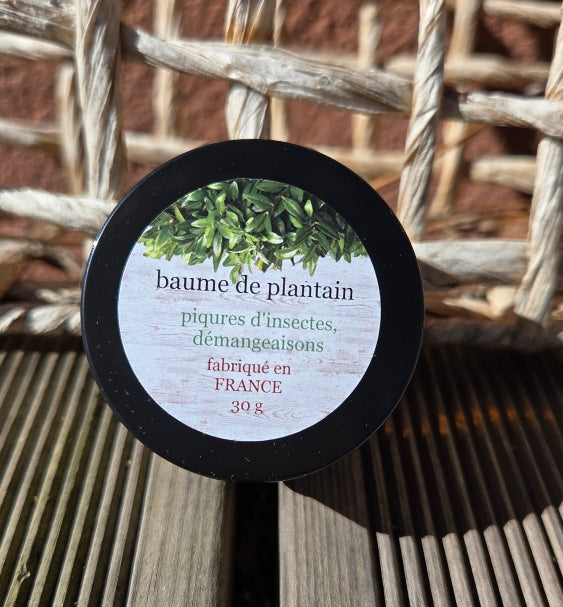 baume de plantain
piqures d'insectes,
démangeaisons
fabriqué en
FRANCE
30 g